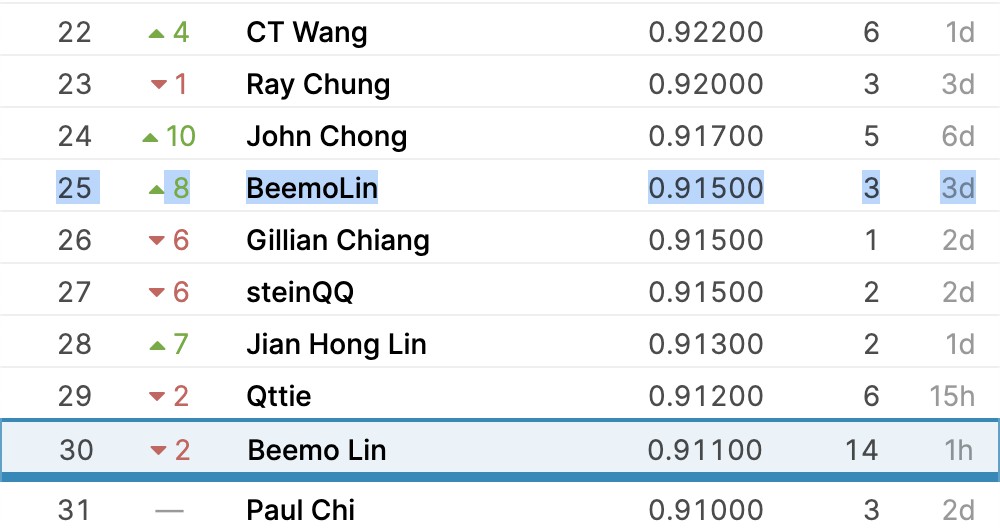 22 ▲ 4 CT Wang 0.92200 6 1d
23 ▼ 1 Ray Chung 0.92000 3 3d
24 ▲ 10 John Chong 0.91700 5 6d
25 ▲ 8 BeemoLin 0.91500 3 3d
26 ▼ 6 Gillian Chiang 0.91500 1 2d
27 ▼ 6 steinQQ 0.91500 2 2d
28 ▲ 7 Jian Hong Lin 0.91300 2 1d
29 ▼ 2 Qttie 0.91200 6 15h
30 ▼ 2 Beemo Lin 0.91100 14 1h
31 — Paul Chi 0.91000 3 2d